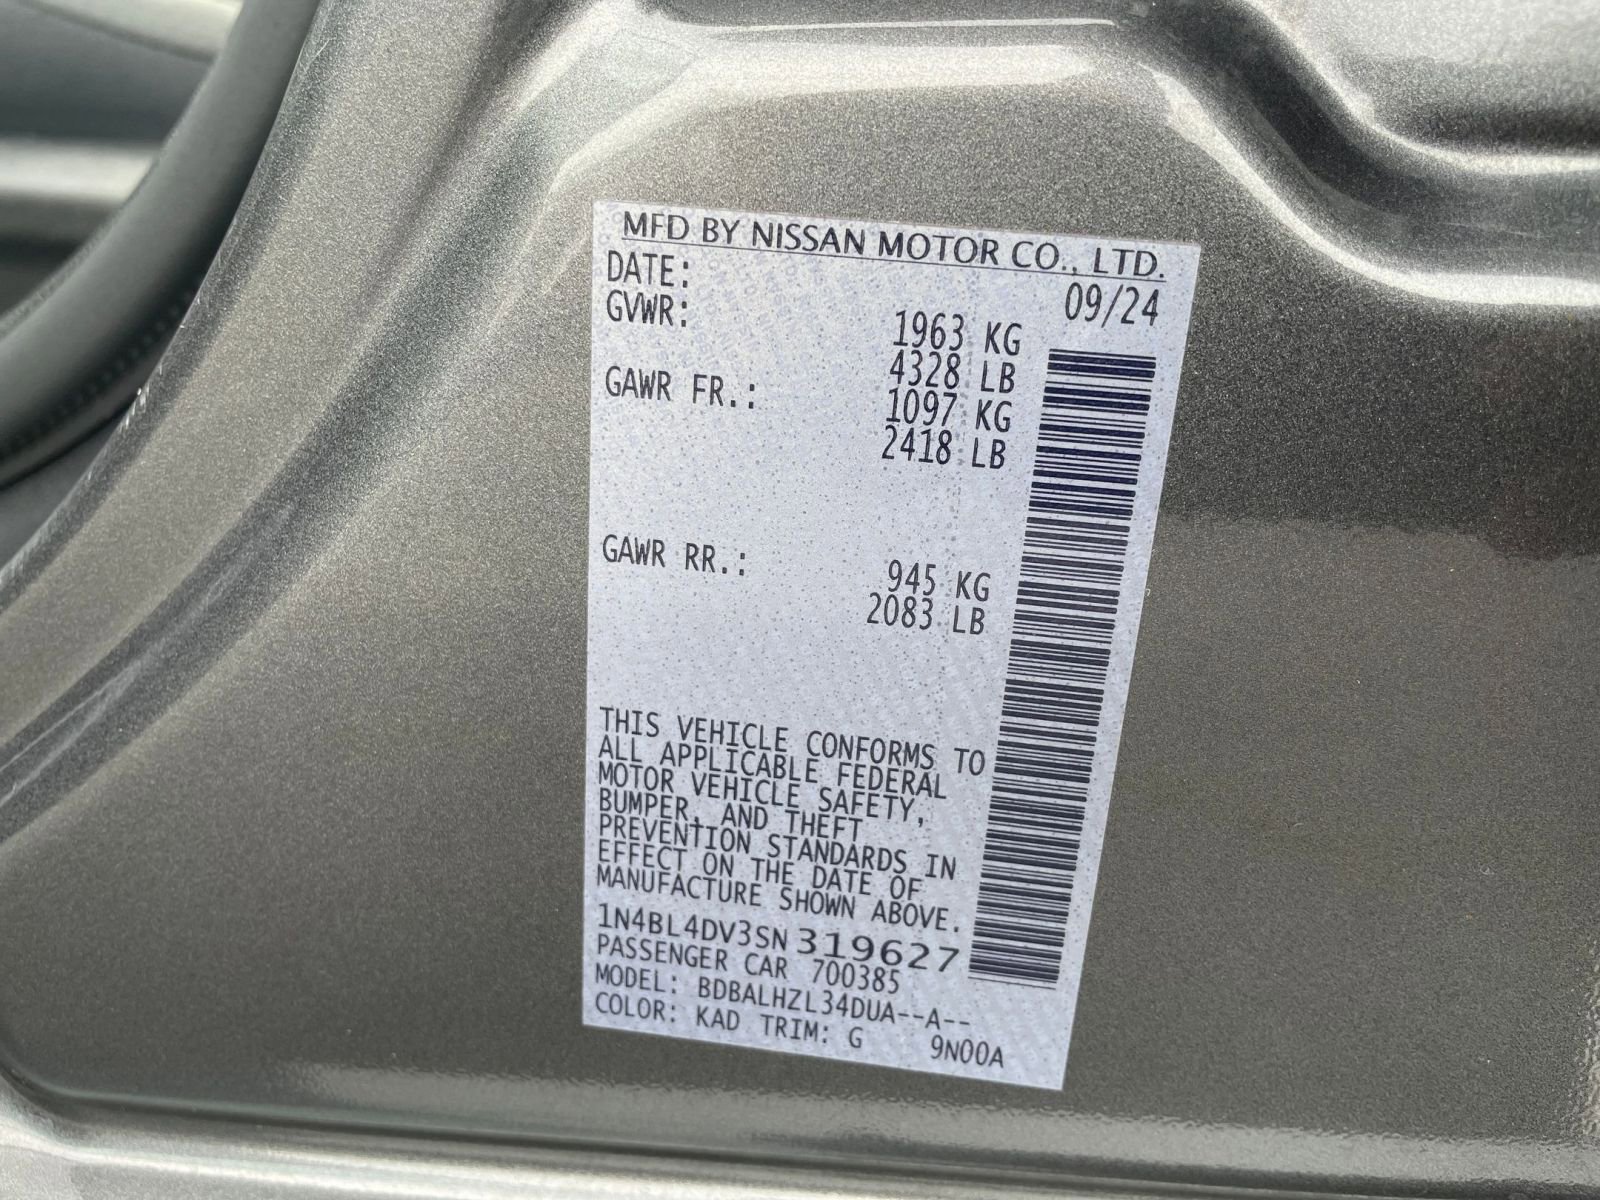 MFD BY NISSAN MOTOR CO., LTD.
DATE: 09/24
GVWR: 1963 KG
4328 LB
GAWR FR.: 1097 KG
2418 LB
GAWR RR.: 945 KG
2083 LB
THIS VEHICLE CONFORMS TO
ALL APPLICABLE FEDERAL
MOTOR VEHICLE SAFETY,
BUMPER, AND THEFT
PREVENTION STANDARDS IN
EFFECT ON THE DATE OF
MANUFACTURE SHOWN ABOVE.
1N4BL4DV3SN319627
PASSENGER CAR 700385
MODEL: BDBALHZL34DUA--A--
COLOR: KAD TRIM: G 9N00A